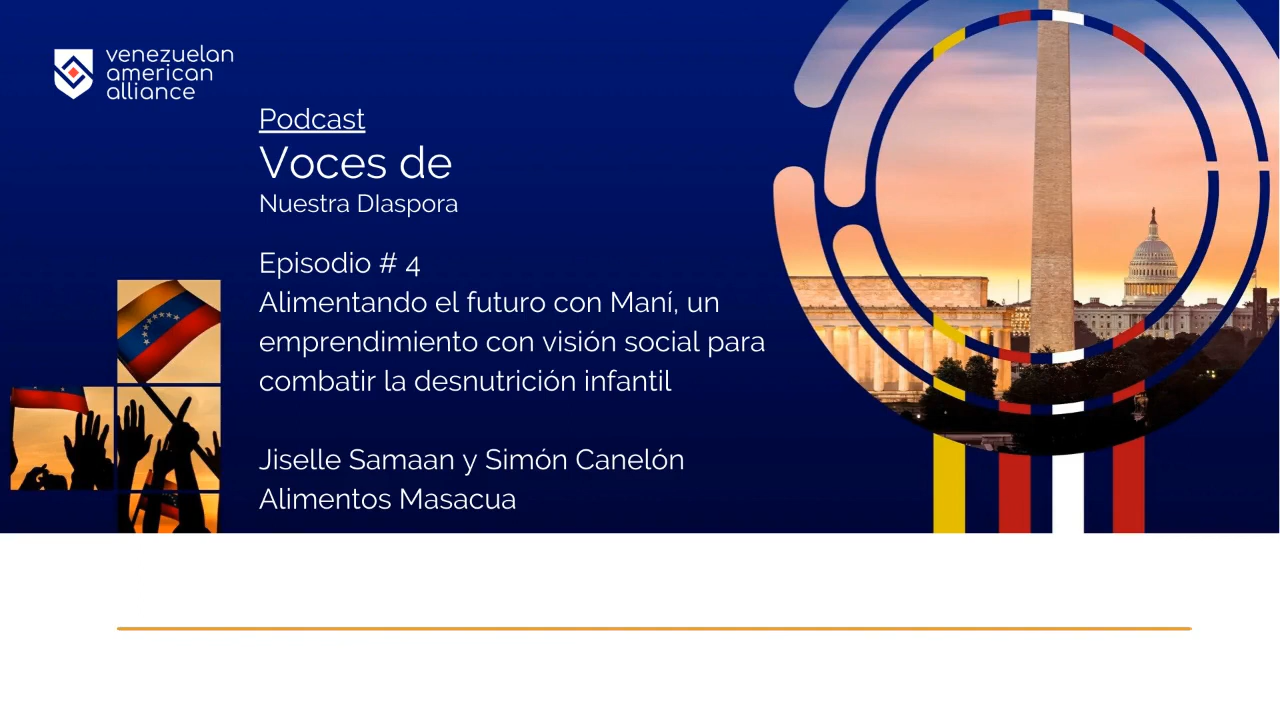 venezuelan
american
alliance
Podcast
Voces de
Nuestra DIaspora
Episodio # 4
Alimentando el futuro con Maní, un
emprendimiento con visión social para
combatir la desnutrición infantil
Jiselle Samaan y Simón Canelón
Alimentos Masacua